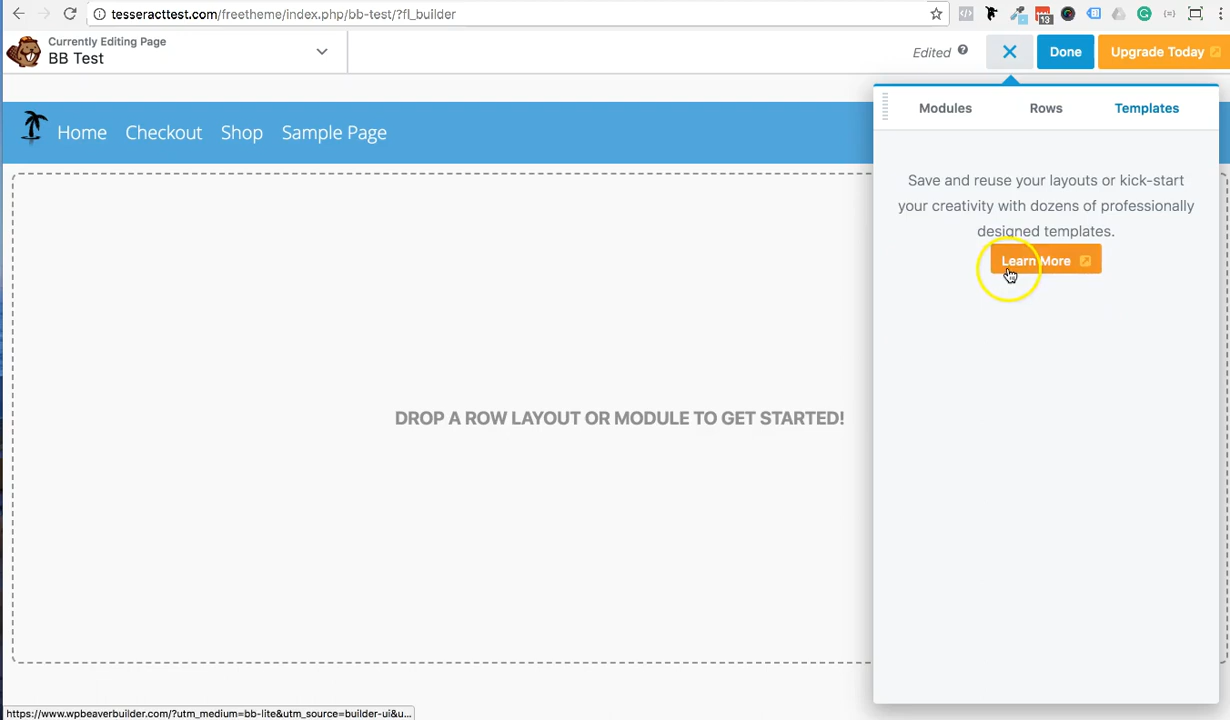 tesseracttest.com/freetheme/index.php/bb-test/?fl_builder
13
Currently Editing Page
BB Test
Edited
Done
Upgrade Today
Modules
Rows
Templates
Home
Checkout
Shop
Sample Page
Save and reuse your layouts or kick-start
your creativity with dozens of professionally
designed templates.
Learn More
DROP A ROW LAYOUT OR MODULE TO GET STARTED!
https://www.wpbeaverbuilder.com/?utm_medium=bb-lite&utm_source=builder-ui&u...